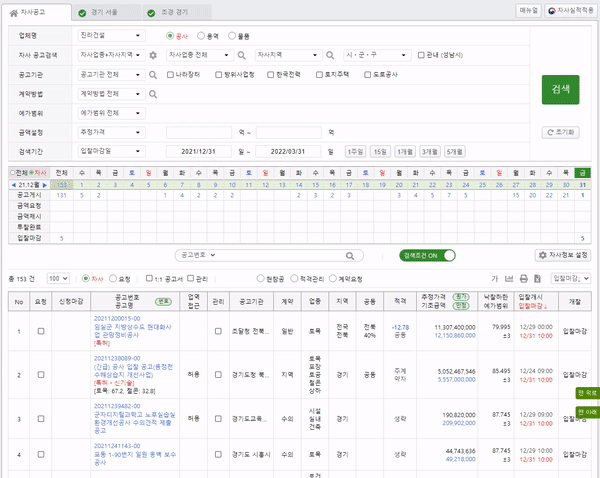 자사공고
경기 서울
조경 경기
매뉴얼
자사실적적용
업체명
진리건설
공사
용역
물품
자사 공고검색
자사업종+자사지역
자사업종 전체
자사지역
시ㆍ군ㆍ구
관내 (성남시)
공고기관
공고기관 전체
나라장터
방위사업청
한국전력
토지주택
도로공사
계약방법
계약방법 전체
예가범위
예가범위 전체
금액설정
추정가격
억 ~
억
검색기간
입찰마감일
2021/12/31
일 ~
2022/03/31
일
1주일
15일
1개월
3개월
5개월
검색
초기화
전체
자사
전체
수 목 금 토 일 월 화 수 목 금 토 일 월 화 수 목 금 토 일 월 화 수 목 금 토 일 월 화 수 목 금
21.12월
153
1 2 3 4 5 6 7 8 9 10 11 12 13 14 15 16 17 18 19 20 21 22 23 24 25 26 27 28 29 30 31
공고게시
131
5 2 1 4 2 2 2 2 3 2 3 3 4 5 7 5 15 20 22 21 1
금액요청
금액제시
투찰완료
입찰마감
5
5
공고번호
검색조건 ON
자사정보 설정
총 153 건
100
자사
요청
1:1 공고서
관리
현참공
적격관리
계약요청
가
입찰마감↓
No
요청
신청마감
공고번호
공고명
번호
업역
접근
관리
공고기관
계약
업종
지역
공동
적격
추정가격
기초금액
낙찰하한
예가범위
입찰개시
입찰마감↓
개찰
1
20211200015-00
임실군 지방상수도 현대화사
업 관망정비공사
[특허]
조달청 전북...
일반
토목
전국
전북
전북
40%
-12.78
공동
11,307,400,000
12,150,860,000
79.995
±3
12/29 00:00
12/31 10:00
입찰마감
2
20211238089-00
(긴급) 공사 입찰 공고(동정천
수해상습지 개선사업)
[특허ㆍ신기술]
[토목: 67.2, 철콘: 32.8]
허용
경기도청 북...
지역
토목
포장
토공
철콘
상하
경기
공동
주계
약자
5,052,467,546
5,557,000,000
85.495
±3
12/24 09:00
12/31 10:00
입찰마감
3
20211239482-00
군자디지털과학고 노후실습실
환경개선공사 수의견적 제출
공고
허용
경기도교육...
수의
시설
실내
건축
경기
생략
190,820,000
209,902,000
87.745
±3
12/29 09:00
12/31 10:00
입찰마감
4
20211241143-00
포동 1-90번지 일원 옹벽 보수
공사
경기도 시흥시
수의
토목
경기
생략
44,743,636
49,218,000
87.745
±3
12/29 10:00
12/31 10:00
입찰마감
맨 위로
맨 아래